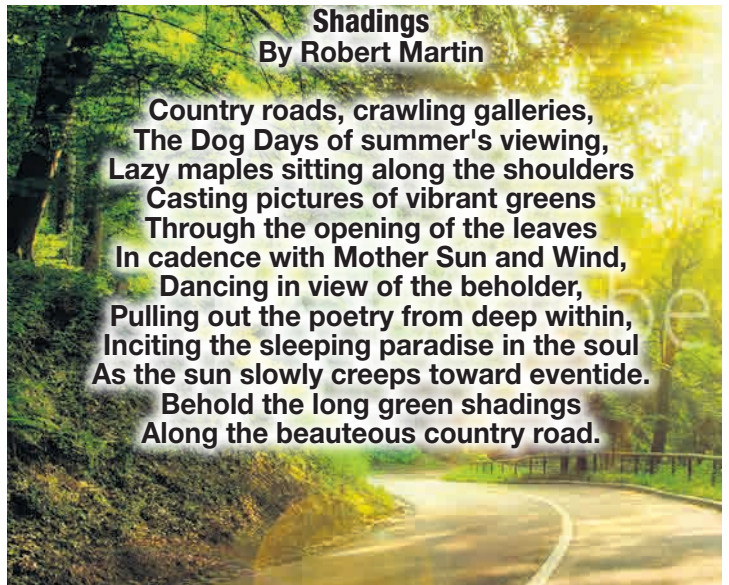 Shadings
By Robert Martin
Country roads, crawling galleries,
The Dog Days of summer's viewing,
Lazy maples sitting along the shoulders
Casting pictures of vibrant greens
Through the opening of the leaves
In cadence with Mother Sun and Wind,
Dancing in view of the beholder,
Pulling out the poetry from deep within,
Inciting the sleeping paradise in the soul
As the sun slowly creeps toward eventide.
Behold the long green shadings
Along the beauteous country road.